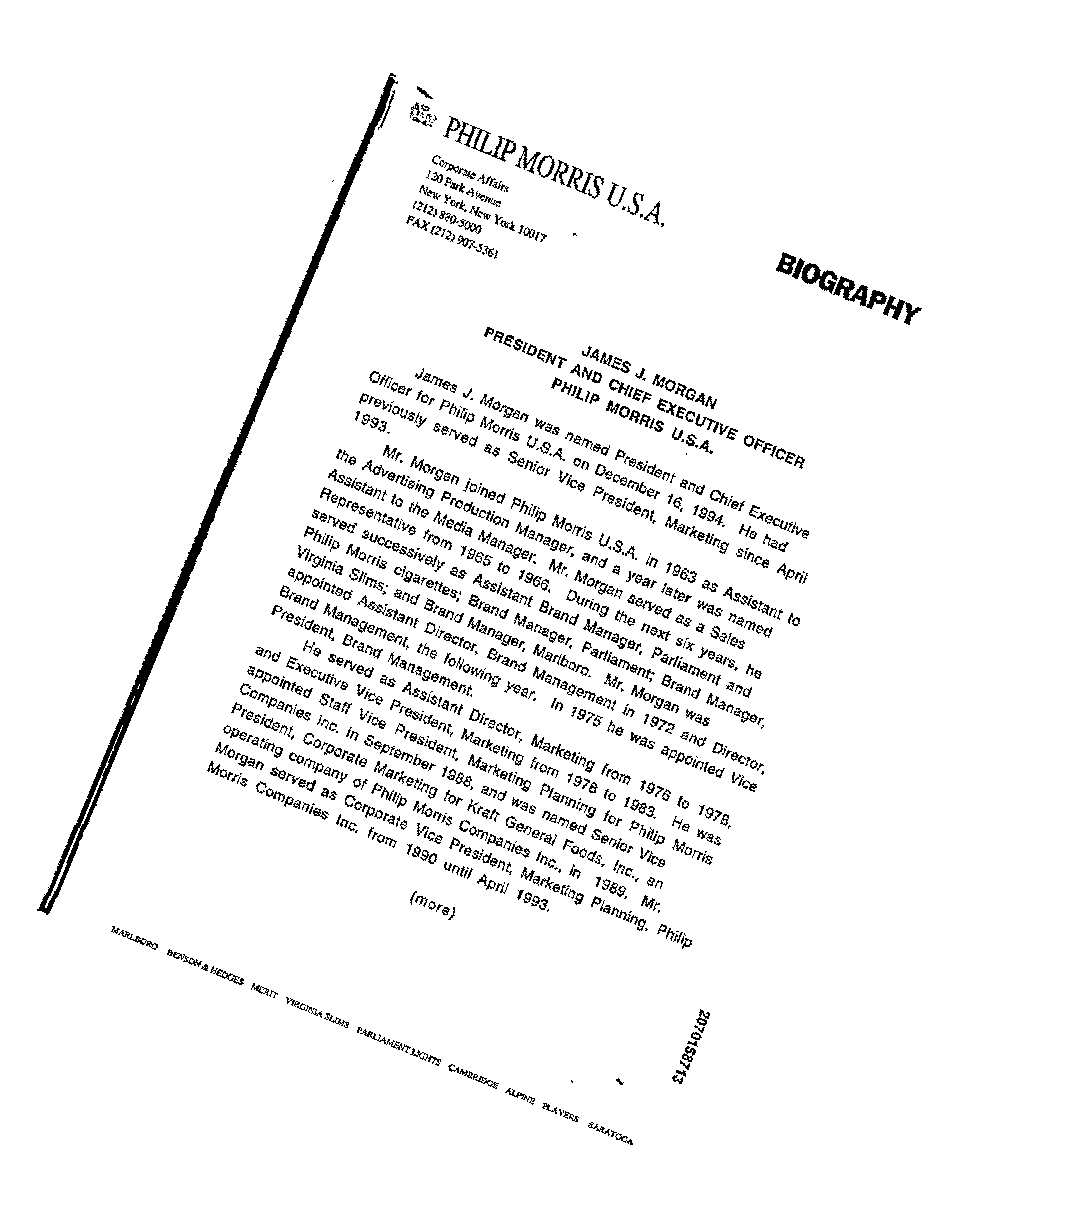 PHILIP MORRIS U.S.A.
Corporate Affairs
120 Park Avenue
New York, New York 10017
(212) 880-5000
FAX (212) 907-5361
BIOGRAPHY
JAMES J. MORGAN
PRESIDENT AND CHIEF EXECUTIVE OFFICER
PHILIP MORRIS U.S.A.
James J. Morgan was named President and Chief Executive
Officer for Philip Morris U.S.A. on December 16, 1994. He had
previously served as Senior Vice President, Marketing since April
1993.
Mr. Morgan joined Philip Morris U.S.A. in 1963 as Assistant to
the Advertising Production Manager, and a year later was named
Assistant to the Media Manager. Mr. Morgan served as a Sales
Representative from 1965 to 1966. During the next six years, he
served successively as Assistant Brand Manager, Parliament and
Philip Morris cigarettes; Brand Manager, Parliament; Brand Manager,
Virginia Slims; and Brand Manager, Marlboro. Mr. Morgan was
appointed Assistant Director, Brand Management in 1972 and Director,
Brand Management, the following year. In 1975 he was appointed Vice
President, Brand Management.
He served as Assistant Director, Marketing from 1976 to 1978,
and Executive Vice President, Marketing from 1978 to 1983. He was
appointed Staff Vice President, Marketing Planning for Philip Morris
Companies Inc. in September 1988, and was named Senior Vice
President, Corporate Marketing for Kraft General Foods, Inc., an
operating company of Philip Morris Companies Inc., in 1989. Mr.
Morgan served as Corporate Vice President, Marketing Planning, Philip
Morris Companies Inc. from 1990 until April 1993.
(more)
MARLBORO BENSON & HEDGES MERIT VIRGINIA SLIMS PARLIAMENT LIGHTS CAMBRIDGE ALPINE PLAYERS SARATOGA
2070158713